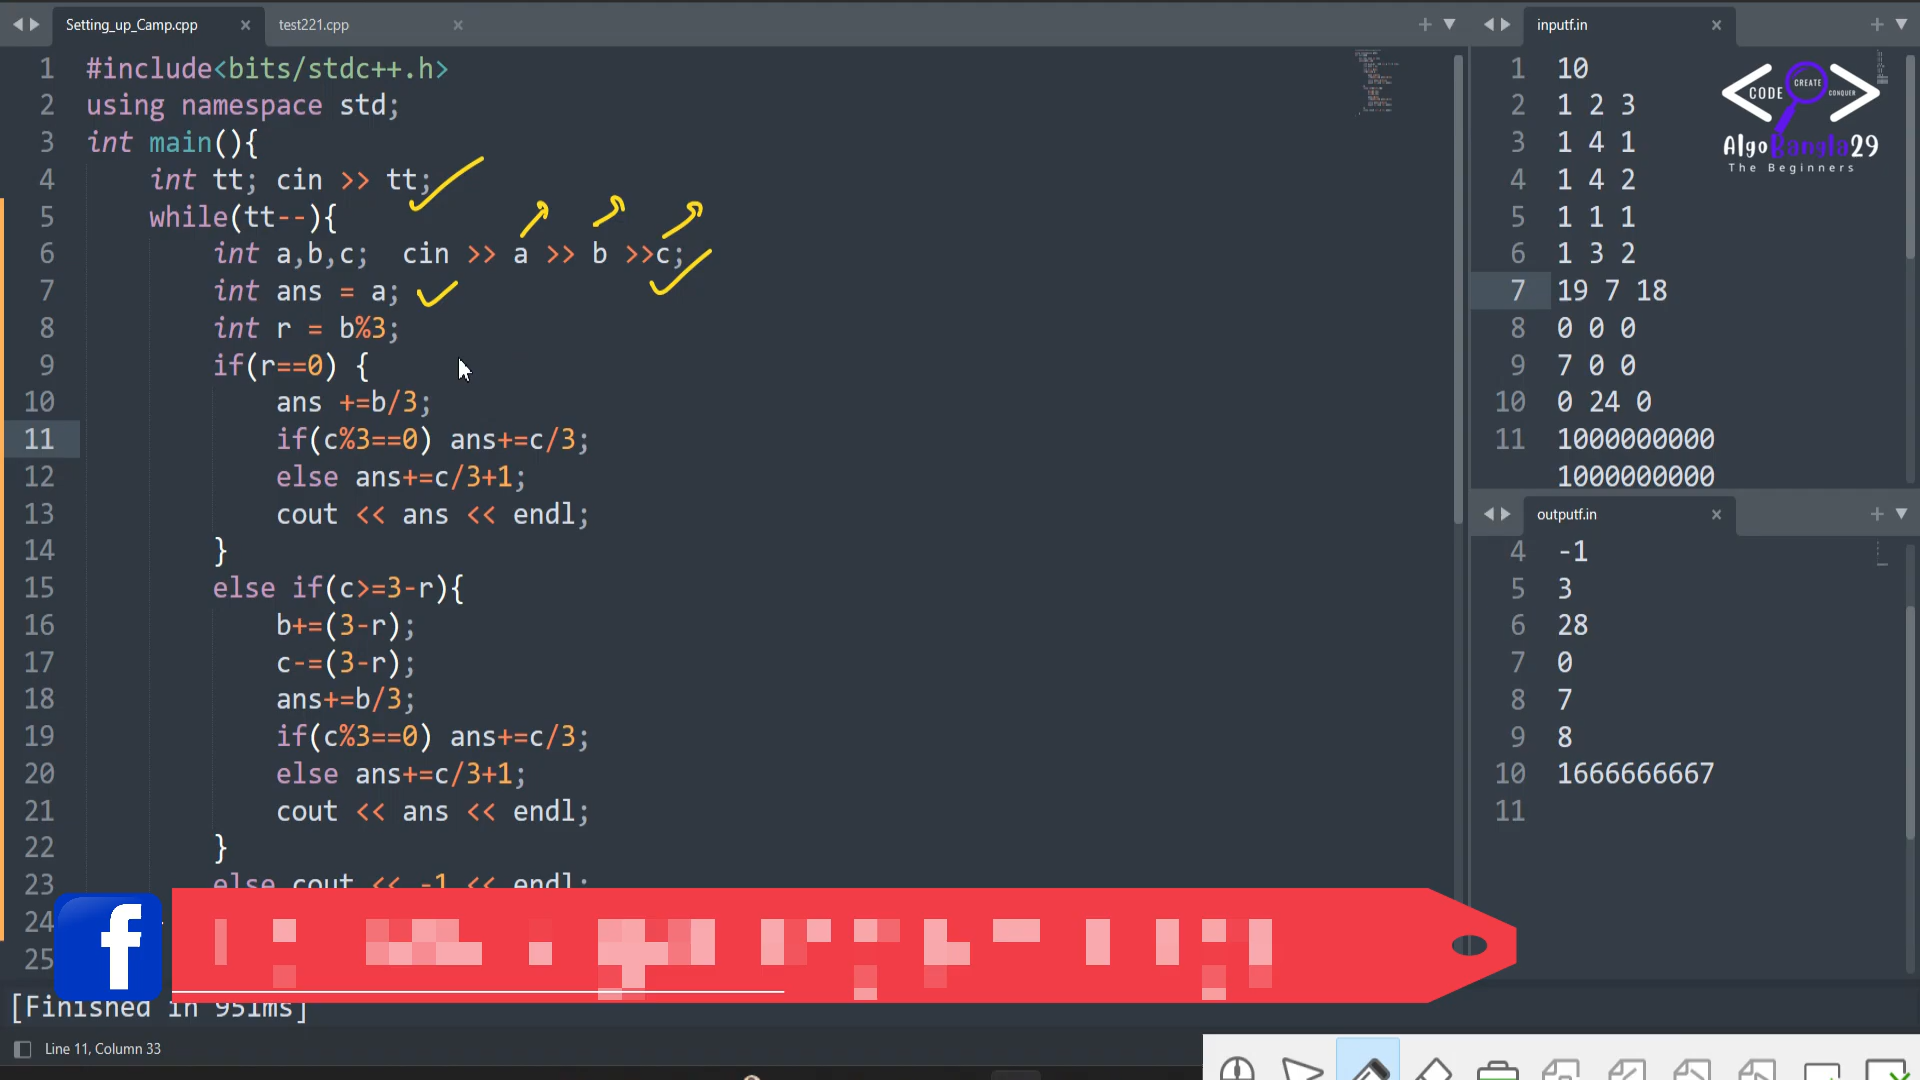 Setting_up_Camp.cpp
test221.cpp
1 #include<bits/stdc++.h>
2 using namespace std;
3 int main(){
4 int tt; cin >> tt;
5 while(tt--){
6 int a,b,c; cin >> a >> b >>c;
7 int ans = a;
8 int r = b%3;
9 if(r==0) {
10 ans +=b/3;
11 if(c%3==0) ans+=c/3;
12 else ans+=c/3+1;
13 cout << ans << endl;
14 }
15 else if(c>=3-r){
16 b+=(3-r);
17 c-=(3-r);
18 ans+=b/3;
19 if(c%3==0) ans+=c/3;
20 else ans+=c/3+1;
21 cout << ans << endl;
22 }
23 else cout << -1 << endl;
24
25
[Finished in 951ms]
Line 11, Column 33
inputf.in
1 10
2 1 2 3
3 1 4 1
4 1 4 2
5 1 1 1
6 1 3 2
7 19 7 18
8 0 0 0
9 7 0 0
10 0 24 0
11 1000000000
1000000000
CODE CREATE CONQUER
AlgoBangla29
The Beginners
outputf.in
4 -1
5 3
6 28
7 0
8 7
9 8
10 1666666667
11
f